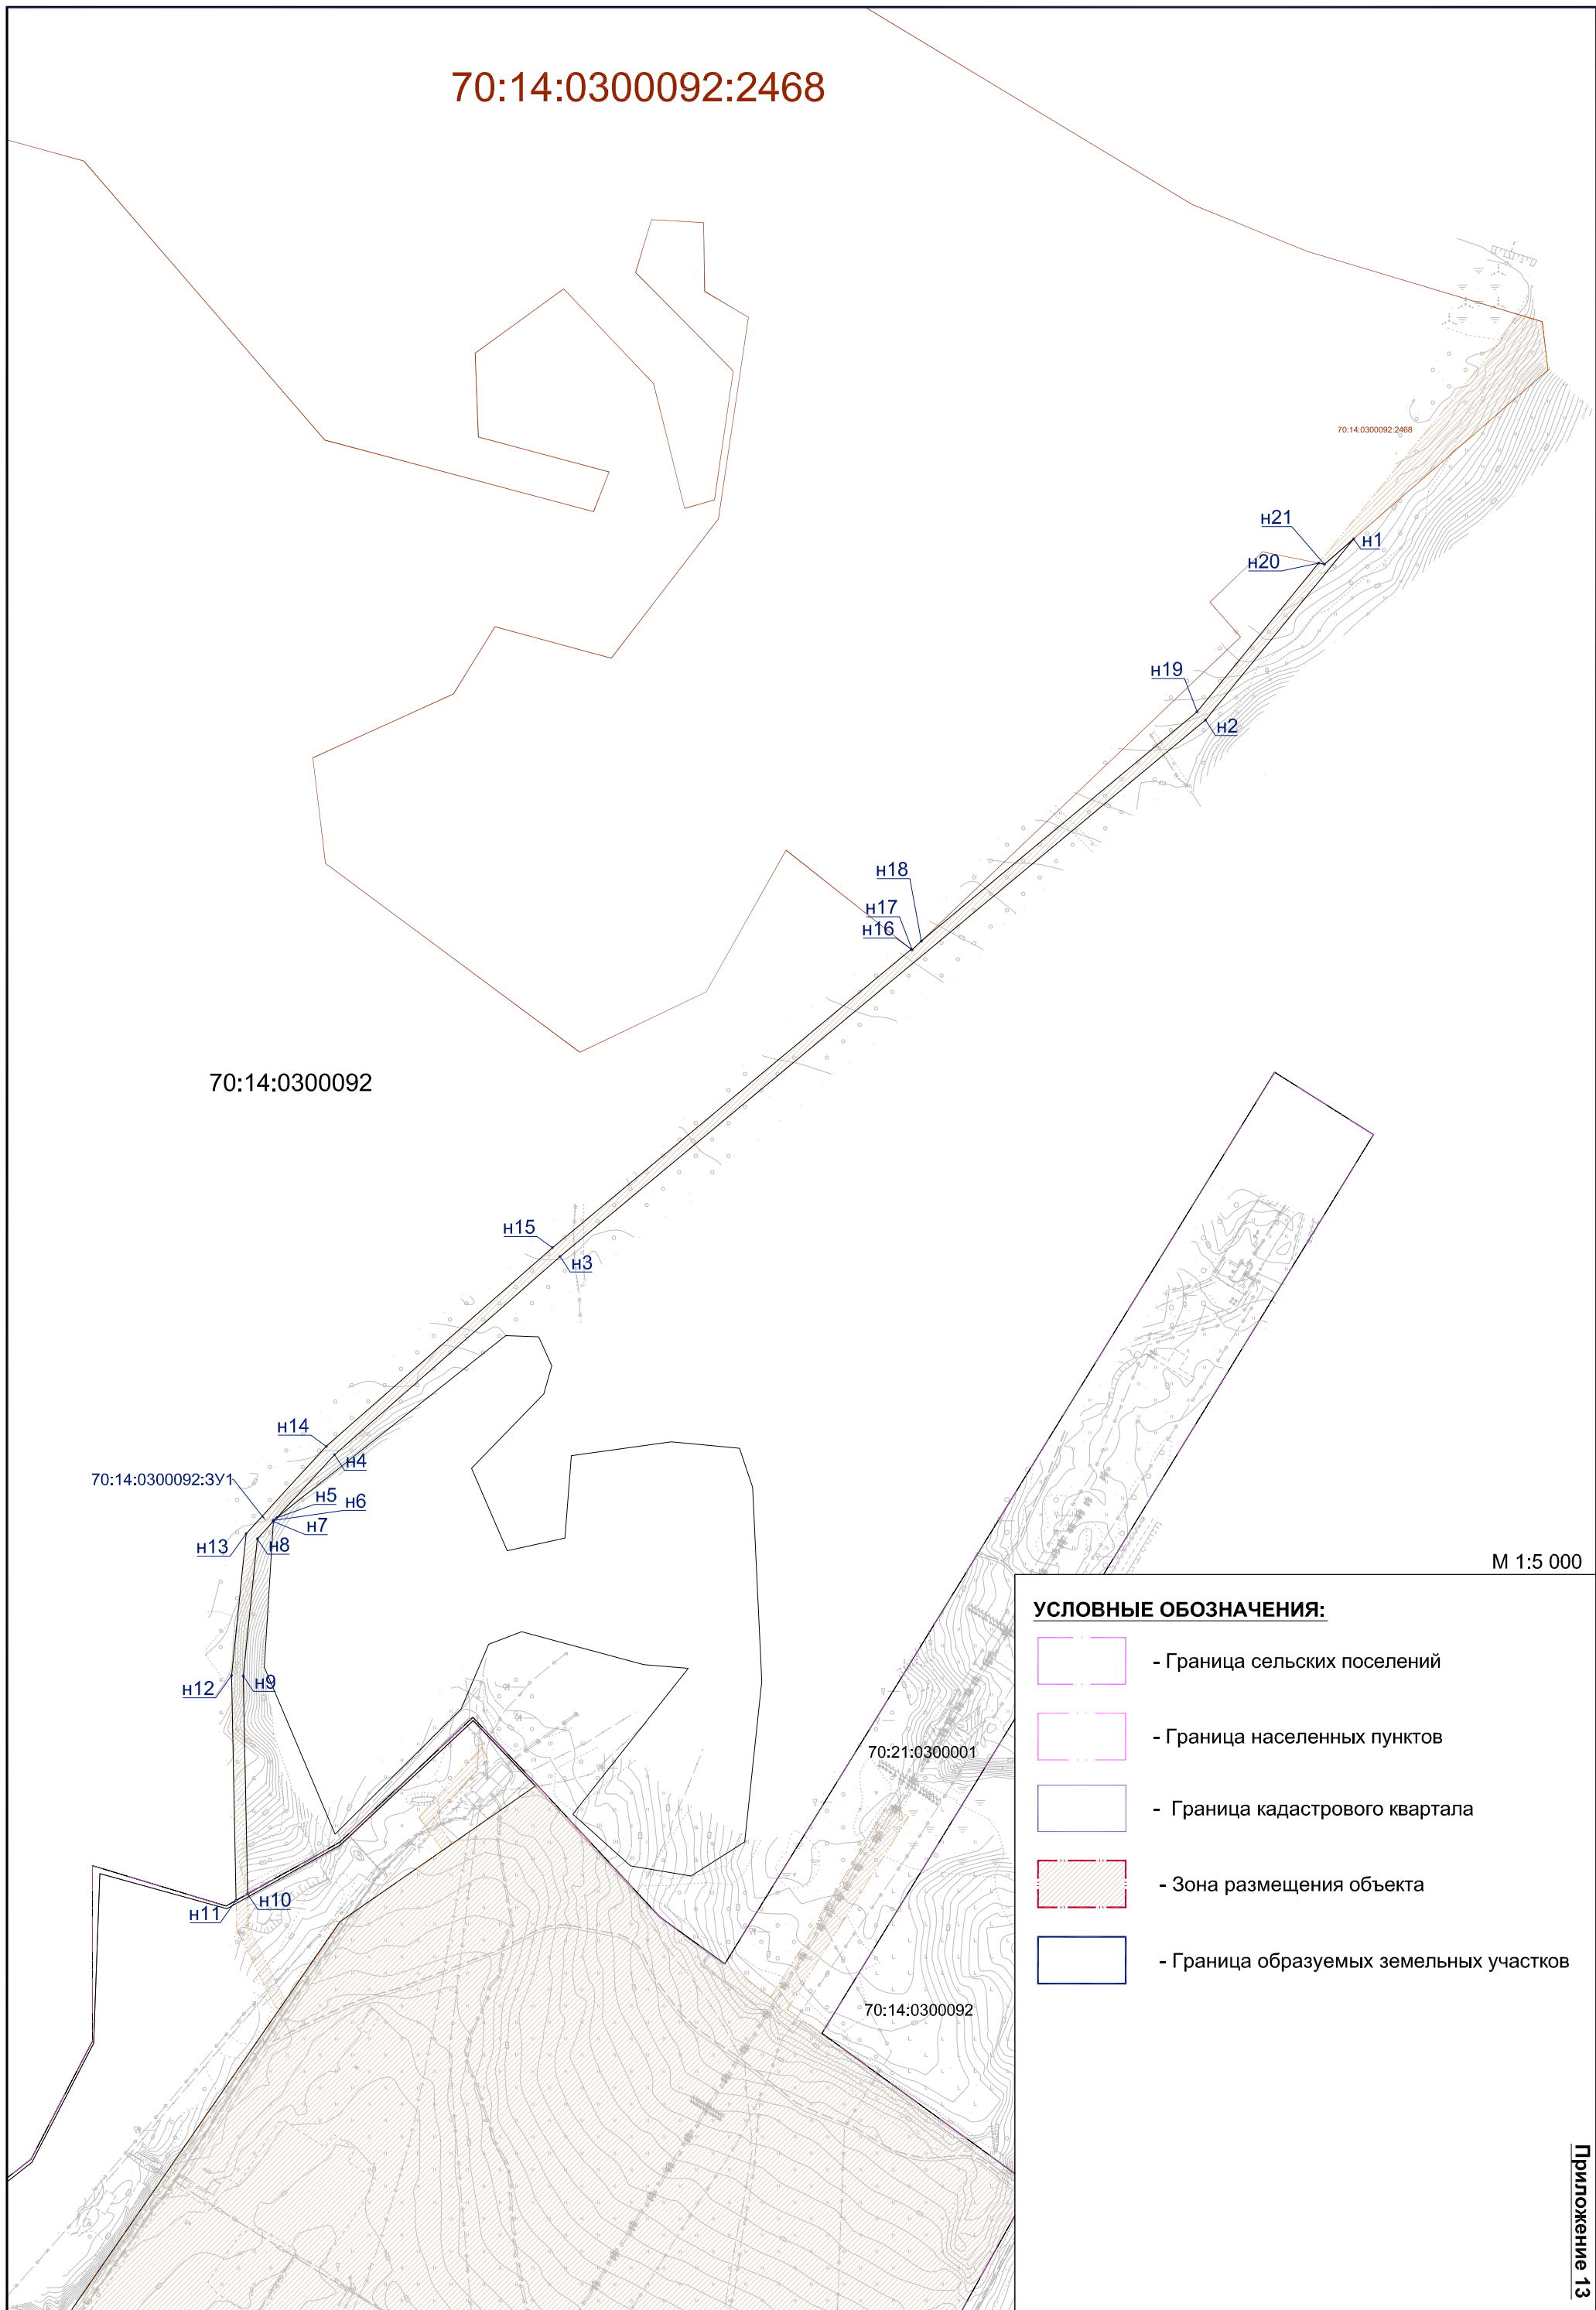 70:14:0300092:2468
70:14:0300092:2468
н21
н1
н20
н19
н2
н18
н17
н16
70:14:0300092
н15
н3
н14
н4
70:14:0300092:ЗУ1
н5
н6
н7
н13
н8
М 1:5 000
УСЛОВНЫЕ ОБОЗНАЧЕНИЯ:
- Граница сельских поселений
н12
н9
- Граница населенных пунктов
70:21:0300001
- Граница кадастрового квартала
- Зона размещения объекта
н10
н11
- Граница образуемых земельных участков
70:14:0300092
Приложение 13